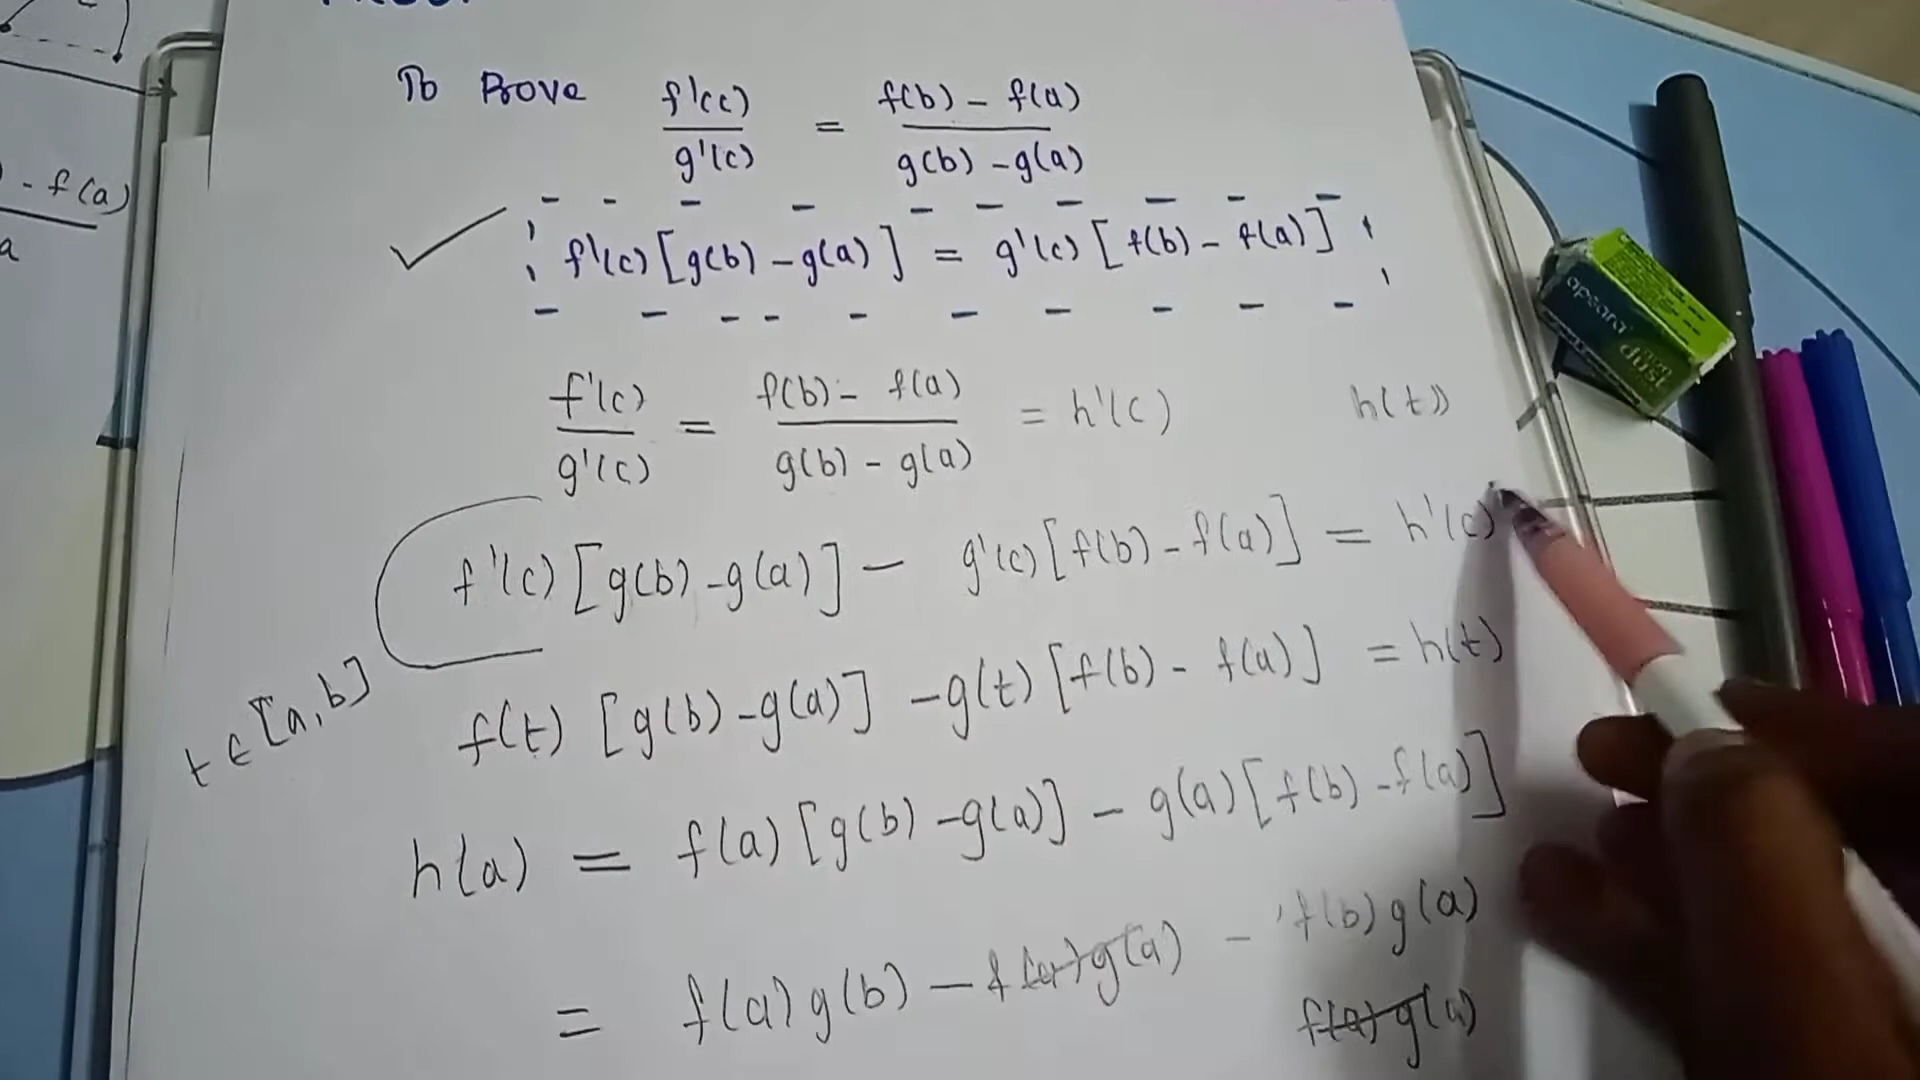 To Prove f'(c) / g'(c) = f(b) - f(a) / g(b) - g(a)
f'(c) [g(b) - g(a)] = g'(c) [f(b) - f(a)]
f'(c) / g'(c) = f(b) - f(a) / g(b) - g(a) = h'(c) h(t))
f'(c) [g(b) - g(a)] - g'(c) [f(b) - f(a)] = h'(c)
t ∈ [a, b]
f(t) [g(b) - g(a)] - g(t) [f(b) - f(a)] = h(t)
h(a) = f(a) [g(b) - g(a)] - g(a) [f(b) - f(a)]
= f(a) g(b) - f(a) g(a) - f(b) g(a)
f(a) g(a)
- f(a)
a
apsara
dust